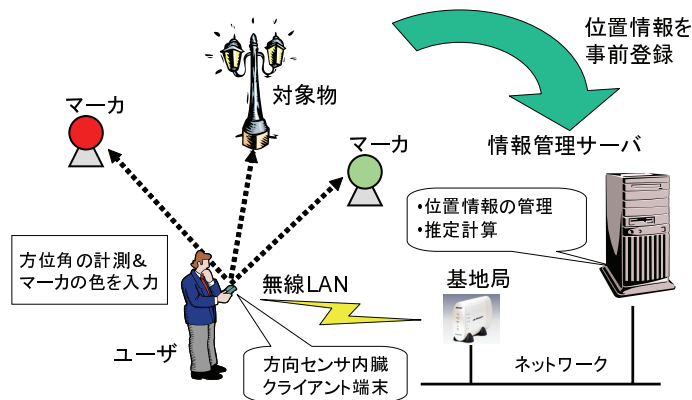 位置情報を
事前登録
対象物
マーカ
マーカ
情報管理サーバ
・位置情報の管理
・推定計算
方位角の計測&
マーカの色を入力
無線LAN
基地局
ユーザ
方向センサ内臓
クライアント端末
ネットワーク